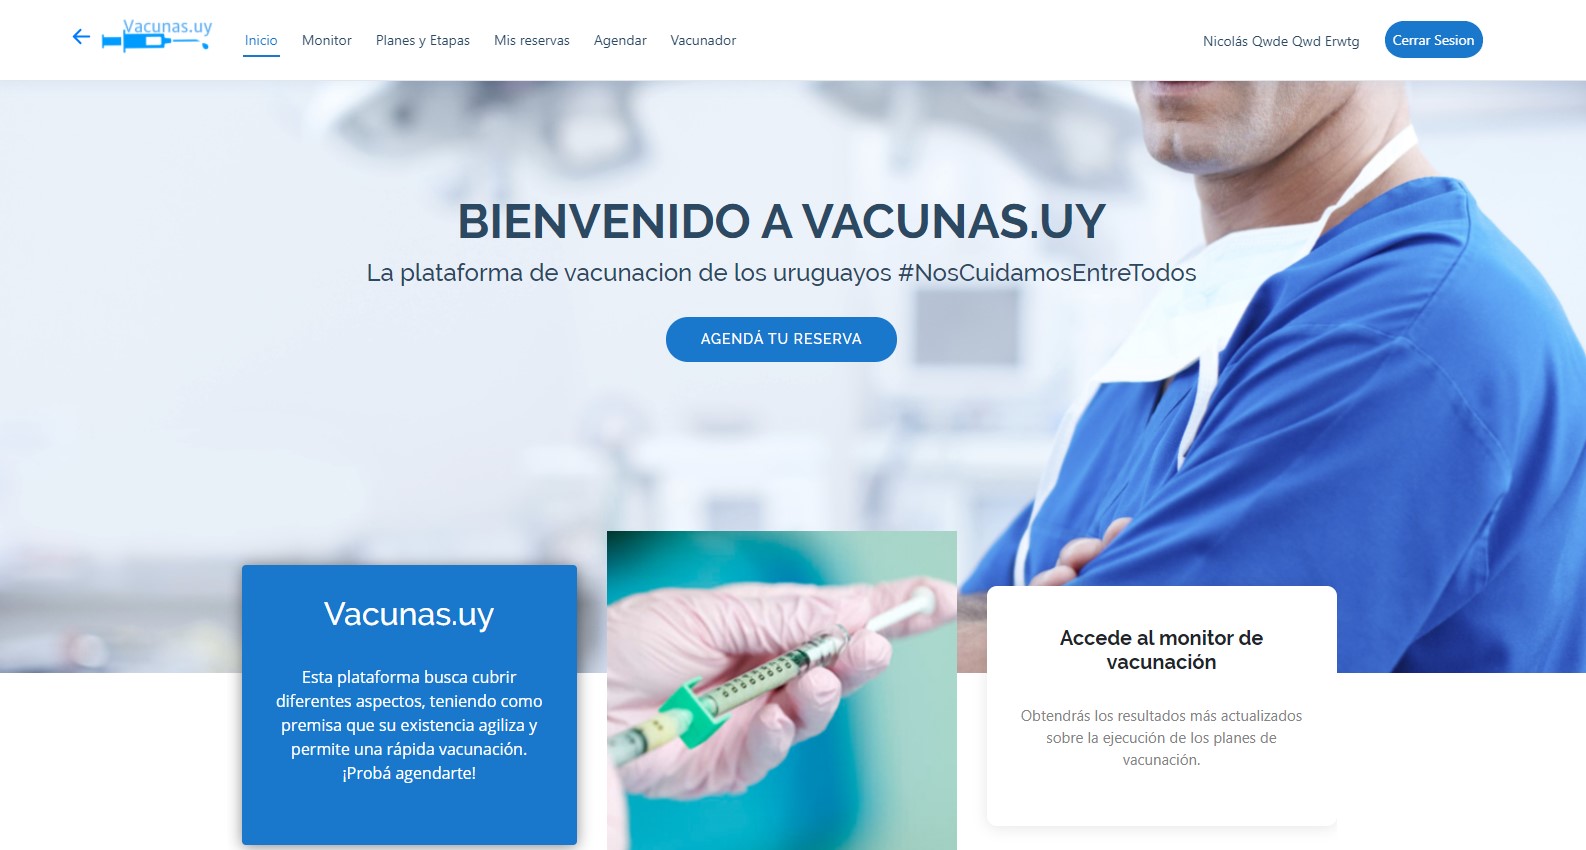 Vacunas.uy
Inicio Monitor Planes y Etapas Mis reservas Agendar Vacunador Nicolás Qwde Qwd Erwtg Cerrar Sesion
BIENVENIDO A VACUNAS.UY
La plataforma de vacunacion de los uruguayos #NosCuidamosEntreTodos
AGENDÁ TU RESERVA
Vacunas.uy
Esta plataforma busca cubrir
diferentes aspectos, teniendo como
premisa que su existencia agiliza y
permite una rápida vacunación.
¡Probá agendarte!
Accede al monitor de
vacunación
Obtendrás los resultados más actualizados
sobre la ejecución de los planes de
vacunación.